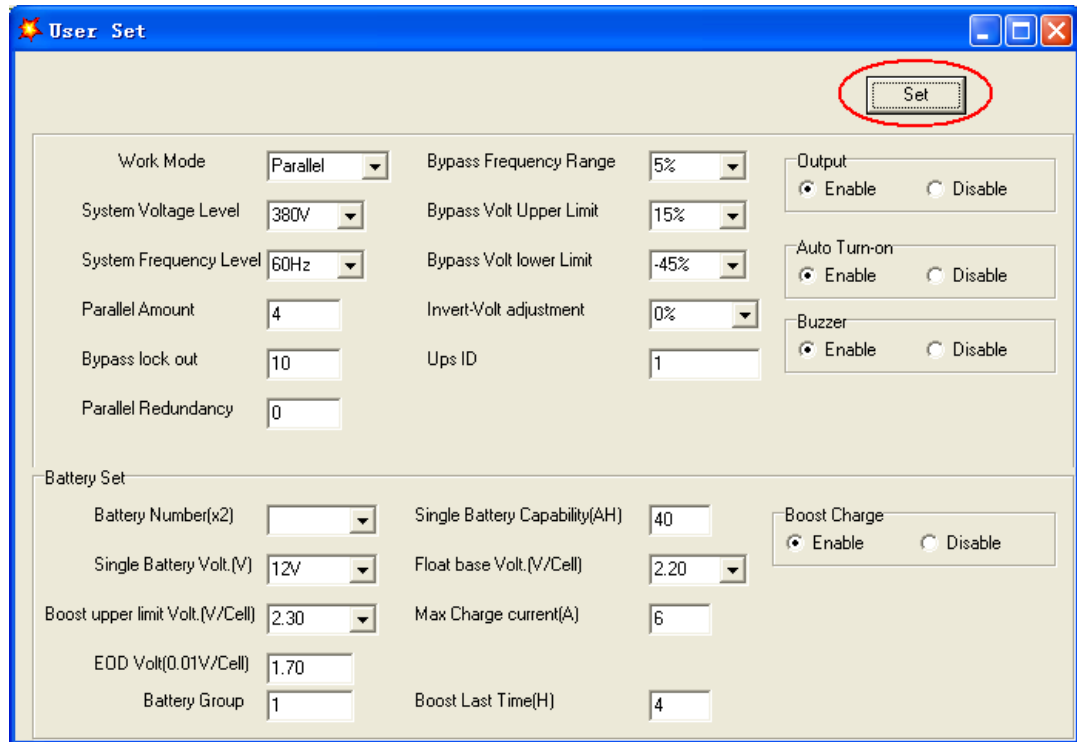 User Set
Set
Work Mode Parallel Bypass Frequency Range 5% Output
Enable Disable
System Voltage Level 380V Bypass Volt Upper Limit 15%
System Frequency Level 60Hz Bypass Volt lower Limit -45% Auto Turn-on
Enable Disable
Parallel Amount 4 Invert-Volt adjustment 0% Buzzer
Enable Disable
Bypass lock out 10 Ups ID 1
Parallel Redundancy 0
Battery Set
Battery Number(x2) Single Battery Capability(AH) 40 Boost Charge
Enable Disable
Single Battery Volt.(V) 12V Float base Volt.(V/Cell) 2.20
Boost upper limit Volt.(V/Cell) 2.30 Max Charge current(A) 6
EOD Volt(0.01V/Cell) 1.70
Battery Group 1 Boost Last Time(H) 4